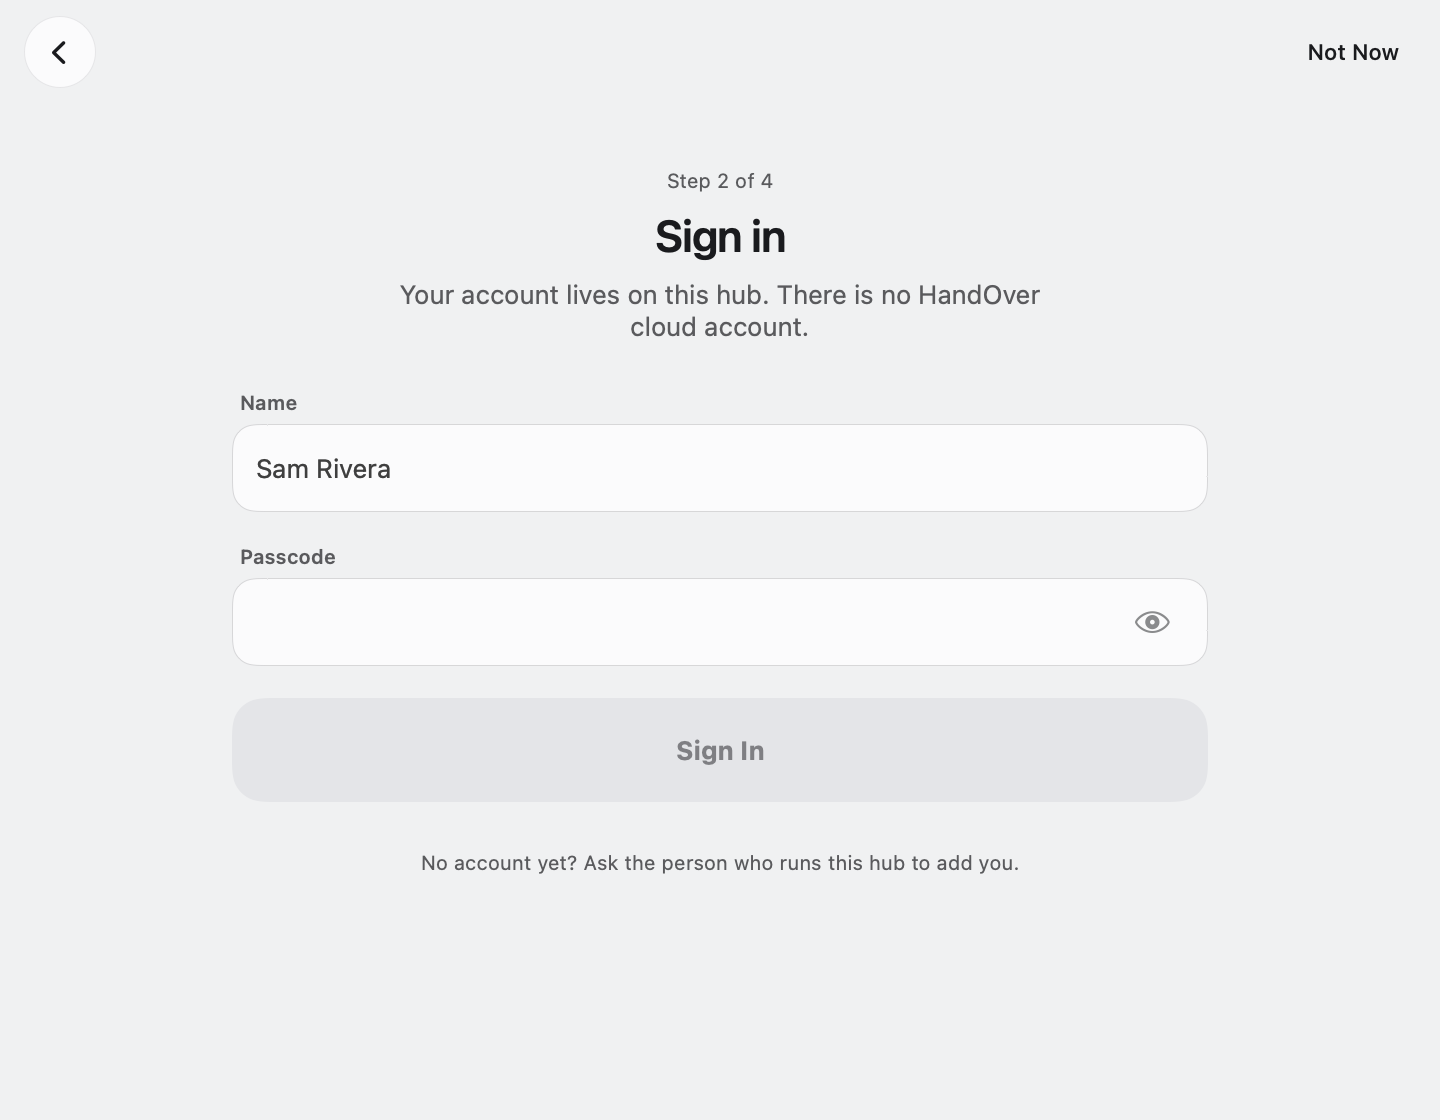 Not Now
Step 2 of 4
Sign in
Your account lives on this hub. There is no HandOver
cloud account.
Name
Sam Rivera
Passcode
Sign In
No account yet? Ask the person who runs this hub to add you.